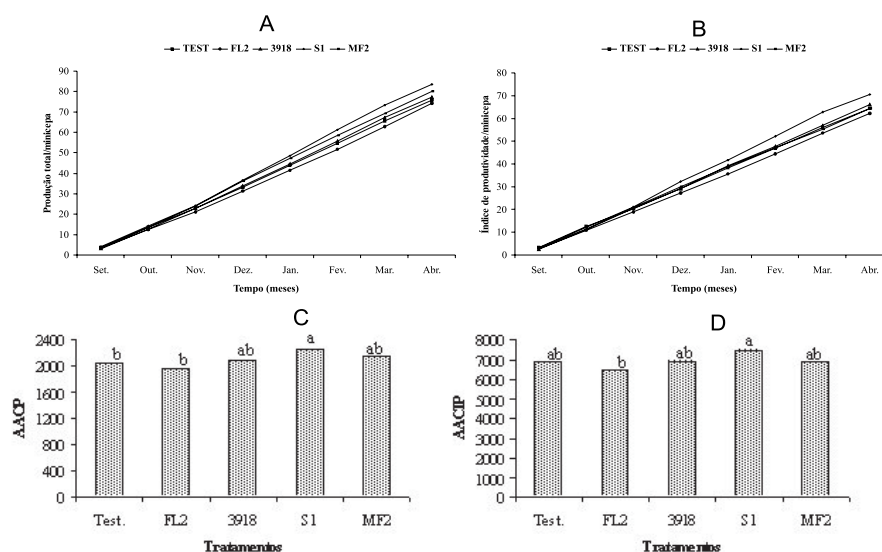 A
TEST FL2 3918 S1 MF2
Produção total/minicepa
90
80
70
60
50
40
30
20
10
0
Set. Out. Nov. Dez. Jan. Fev. Mar. Abr.
Tempo (meses)
B
TEST FL2 3918 S1 MF2
Índice de produtividade/minicepa
80
70
60
50
40
30
20
10
0
Set. Out. Nov. Dez. Jan. Fev. Mar. Abr.
Tempo (meses)
C
AACP
2400
2000
1600
1200
800
400
0
b b ab a ab
Test. FL2 3918 S1 MF2
Tratamentos
D
AACIP
8000
7000
6000
5000
4000
3000
2000
1000
0
ab b ab a ab
Test. FL2 3918 S1 MF2
Tratamentos